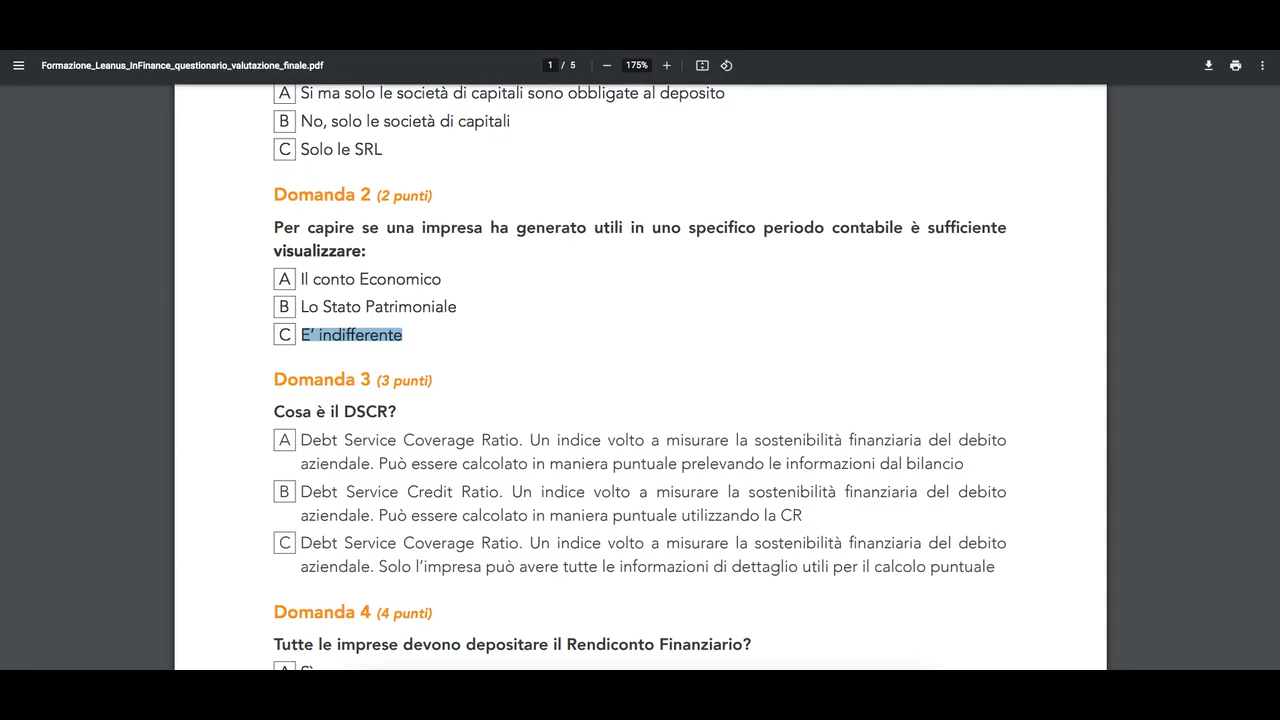 Formazione_Leanus_InFinance_questionario_valutazione_finale.pdf
1 / 5
175%
A Si ma solo le società di capitali sono obbligate al deposito
B No, solo le società di capitali
C Solo le SRL
Domanda 2 (2 punti)
Per capire se una impresa ha generato utili in uno specifico periodo contabile è sufficiente
visualizzare:
A Il conto Economico
B Lo Stato Patrimoniale
C E’ indifferente
Domanda 3 (3 punti)
Cosa è il DSCR?
A Debt Service Coverage Ratio. Un indice volto a misurare la sostenibilità finanziaria del debito
aziendale. Può essere calcolato in maniera puntuale prelevando le informazioni dal bilancio
B Debt Service Credit Ratio. Un indice volto a misurare la sostenibilità finanziaria del debito
aziendale. Può essere calcolato in maniera puntuale utilizzando la CR
C Debt Service Coverage Ratio. Un indice volto a misurare la sostenibilità finanziaria del debito
aziendale. Solo l’impresa può avere tutte le informazioni di dettaglio utili per il calcolo puntuale
Domanda 4 (4 punti)
Tutte le imprese devono depositare il Rendiconto Finanziario?
A Sì